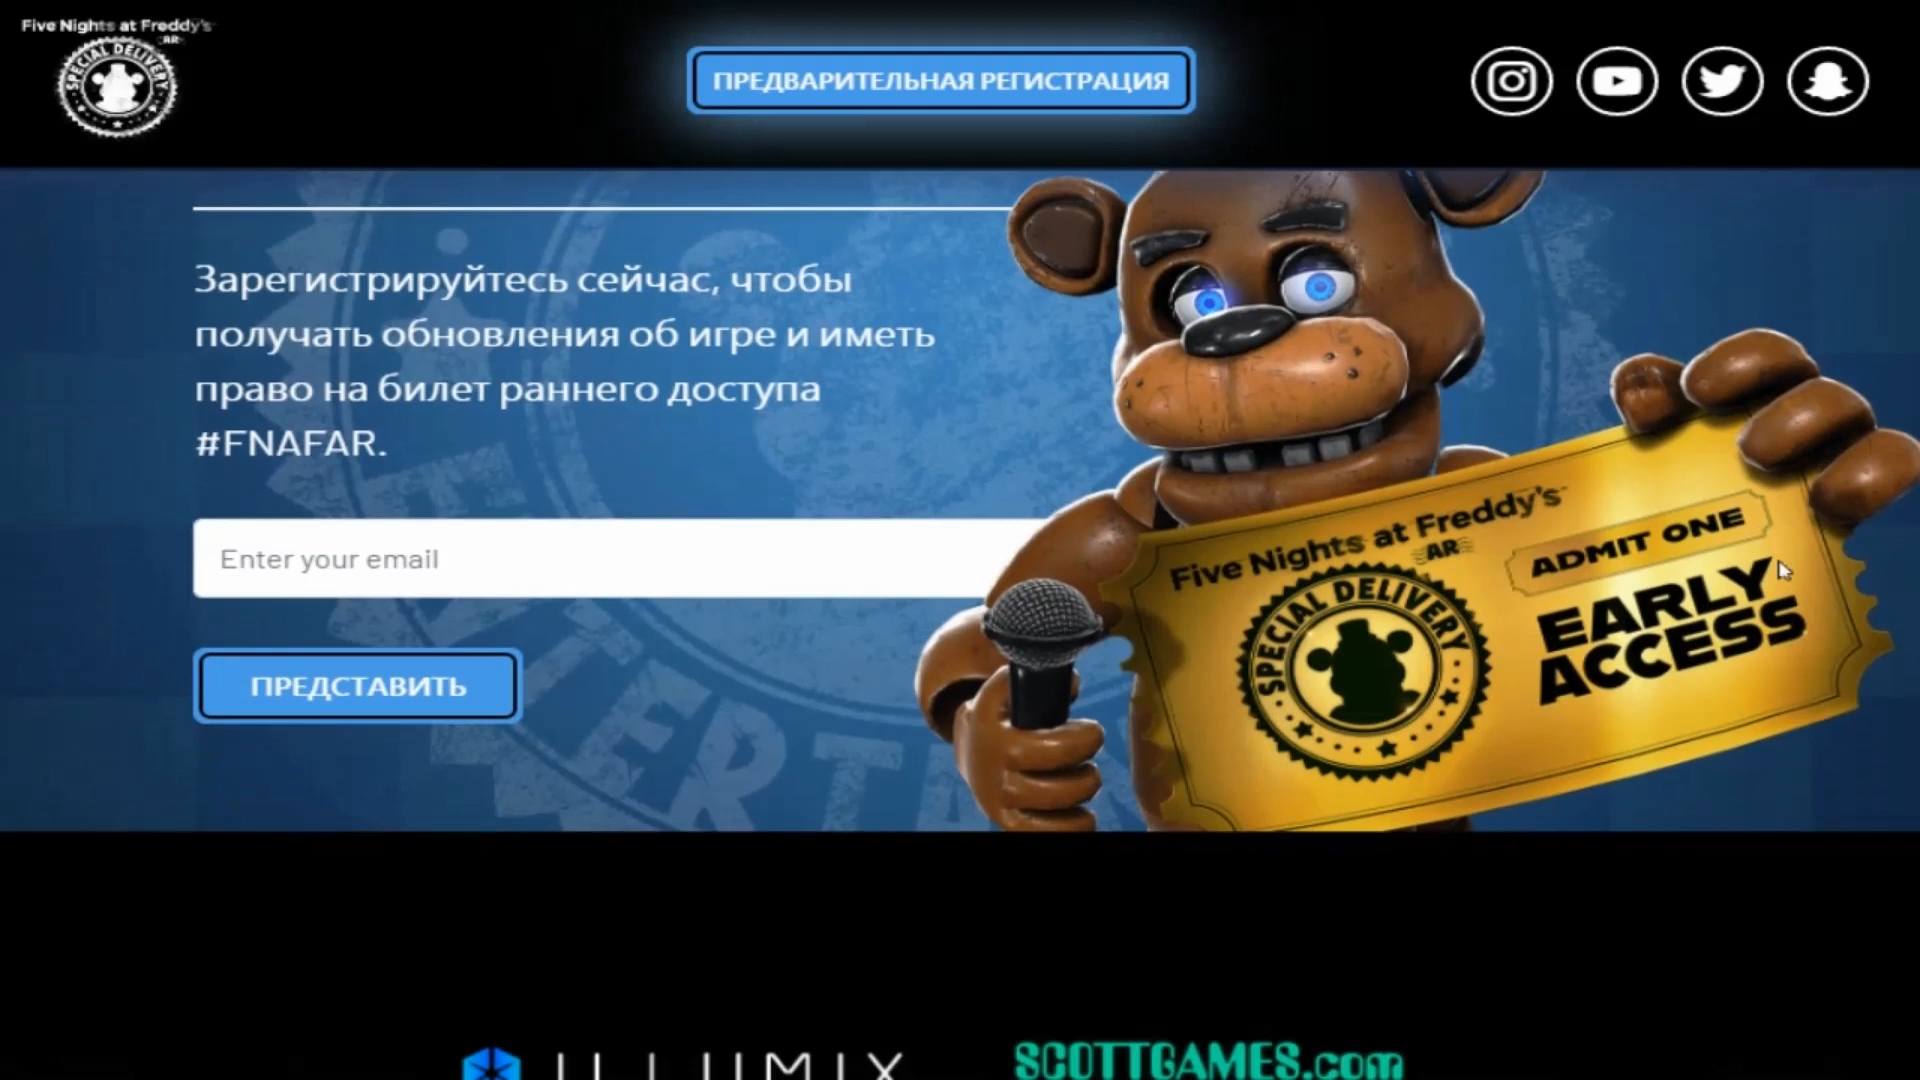 Five Nights at Freddy's
AR
SPECIAL DELIVERY
ПРЕДВАРИТЕЛЬНАЯ РЕГИСТРАЦИЯ
Зарегистрируйтесь сейчас, чтобы
получать обновления об игре и иметь
право на билет раннего доступа
#FNAFAR.
Enter your email
ПРЕДСТАВИТЬ
Five Nights at Freddy's
AR
SPECIAL DELIVERY
ADMIT ONE
EARLY
ACCESS
ILLUMIX
SCOTTGAMES.com